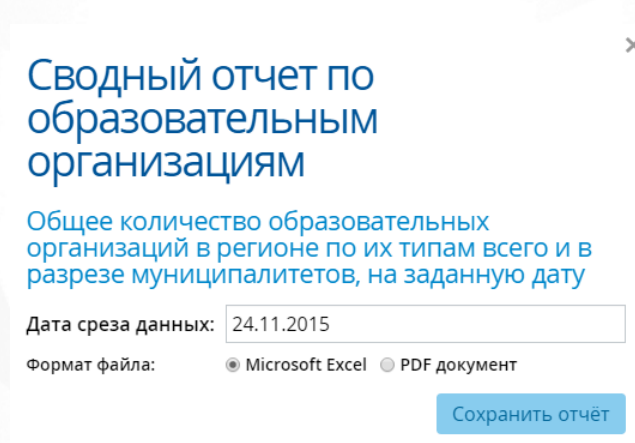 Сводный отчет по
образовательным
организациям
Общее количество образовательных
организаций в регионе по их типам всего и в
разрезе муниципалитетов, на заданную дату
Дата среза данных: 24.11.2015
Формат файла: Microsoft Excel PDF документ
Сохранить отчёт